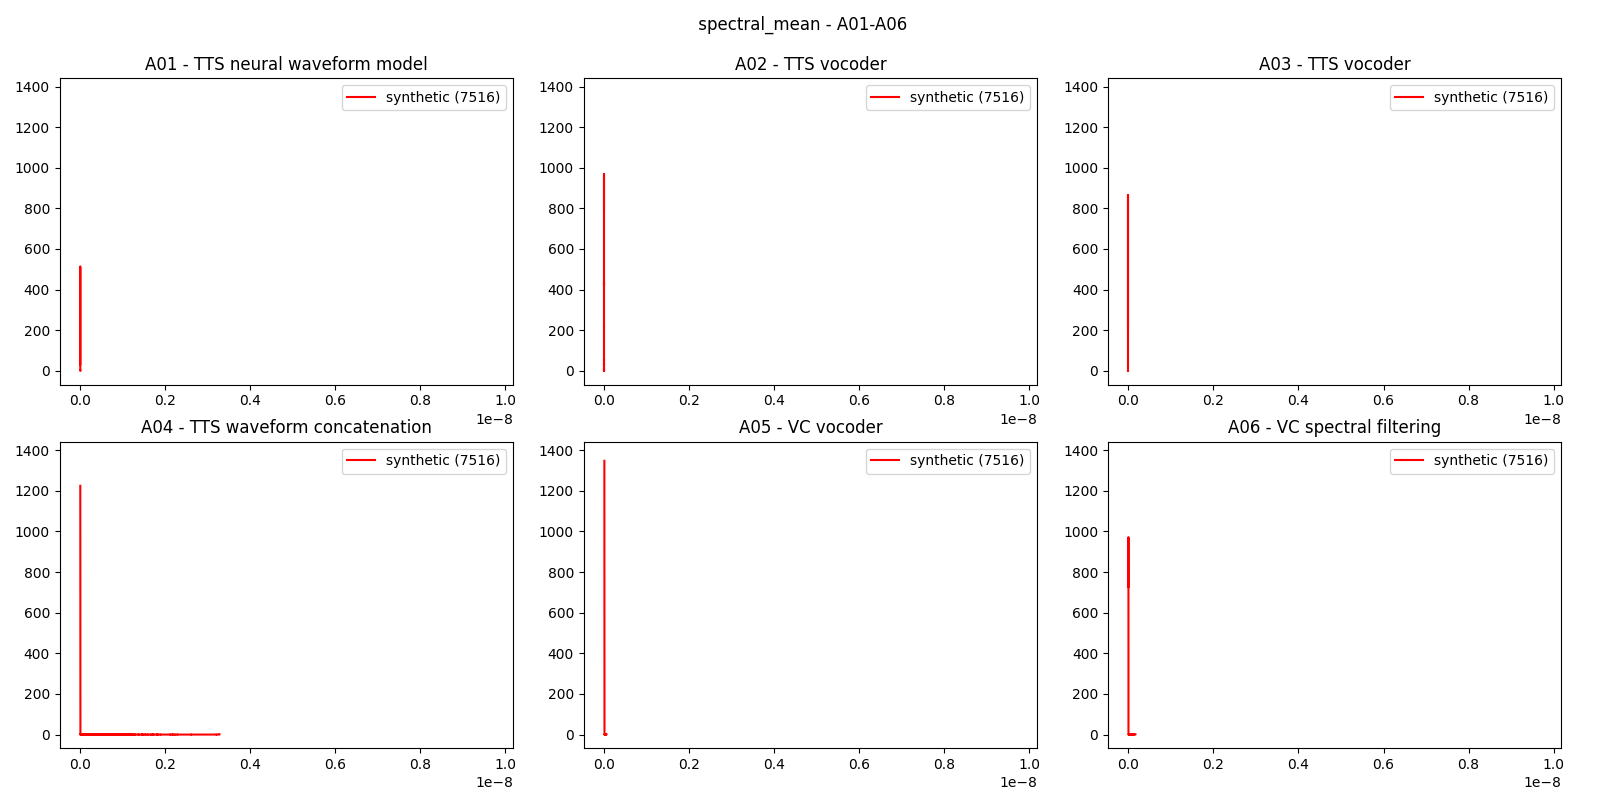 spectral_mean - A01-A06
A01 - TTS neural waveform model
A02 - TTS vocoder
A03 - TTS vocoder
synthetic (7516)
synthetic (7516)
synthetic (7516)
1400
1200
1000
800
600
400
200
0
1400
1200
1000
800
600
400
200
0
1400
1200
1000
800
600
400
200
0
0.0 0.2 0.4 0.6 0.8 1.0
1e−8
0.0 0.2 0.4 0.6 0.8 1.0
1e−8
0.0 0.2 0.4 0.6 0.8 1.0
1e−8
A04 - TTS waveform concatenation
A05 - VC vocoder
A06 - VC spectral filtering
synthetic (7516)
synthetic (7516)
synthetic (7516)
1400
1200
1000
800
600
400
200
0
1400
1200
1000
800
600
400
200
0
1400
1200
1000
800
600
400
200
0
0.0 0.2 0.4 0.6 0.8 1.0
1e−8
0.0 0.2 0.4 0.6 0.8 1.0
1e−8
0.0 0.2 0.4 0.6 0.8 1.0
1e−8